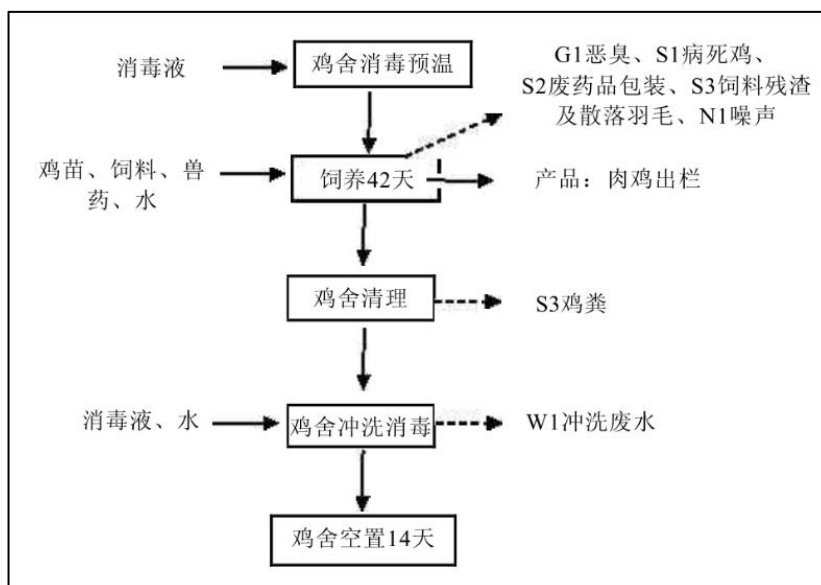 消毒液
鸡舍消毒预温
G1恶臭、S1病死鸡、
S2废药品包装、S3饲料残渣
及散落羽毛、N1噪声
鸡苗、饲料、兽
药、水
饲养42天
产品：肉鸡出栏
鸡舍清理
S3鸡粪
消毒液、水
鸡舍冲洗消毒
W1冲洗废水
鸡舍空置14天